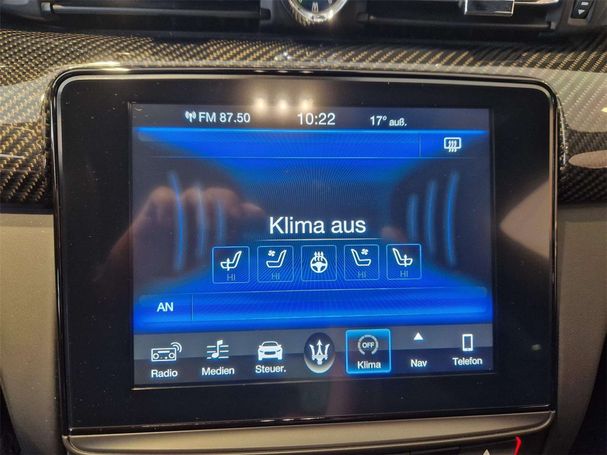 FM 87.50 10:22 17° auß.
Klima aus
HI HI HI HI
AN
OFF
Radio Medien Steuer. Klima Nav Telefon